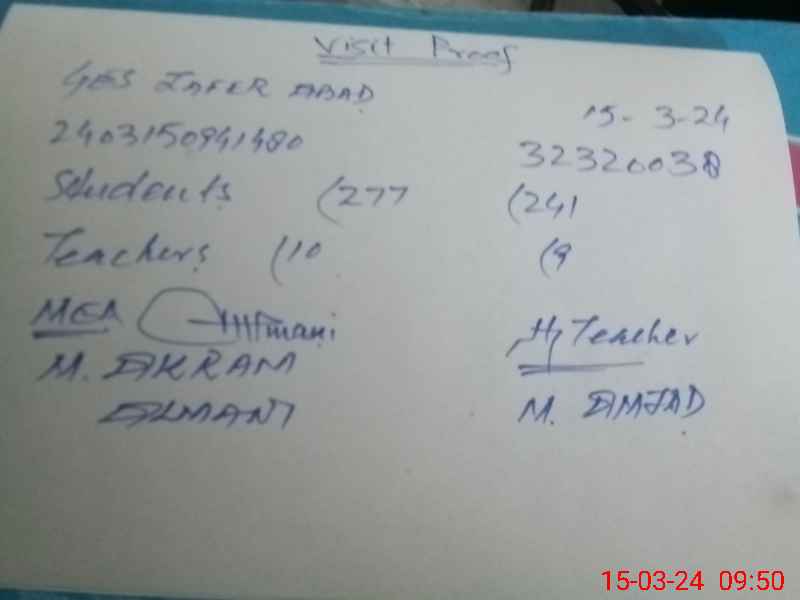 Visit Proof
GES JAFER ABAD
15-3-24
2403150941480
32320038
Students (277 (241
Teachers (10 (9
MEA
H/Teacher
M. AKRAM
ALMANI
M. AMJAD
15-03-24 09:50